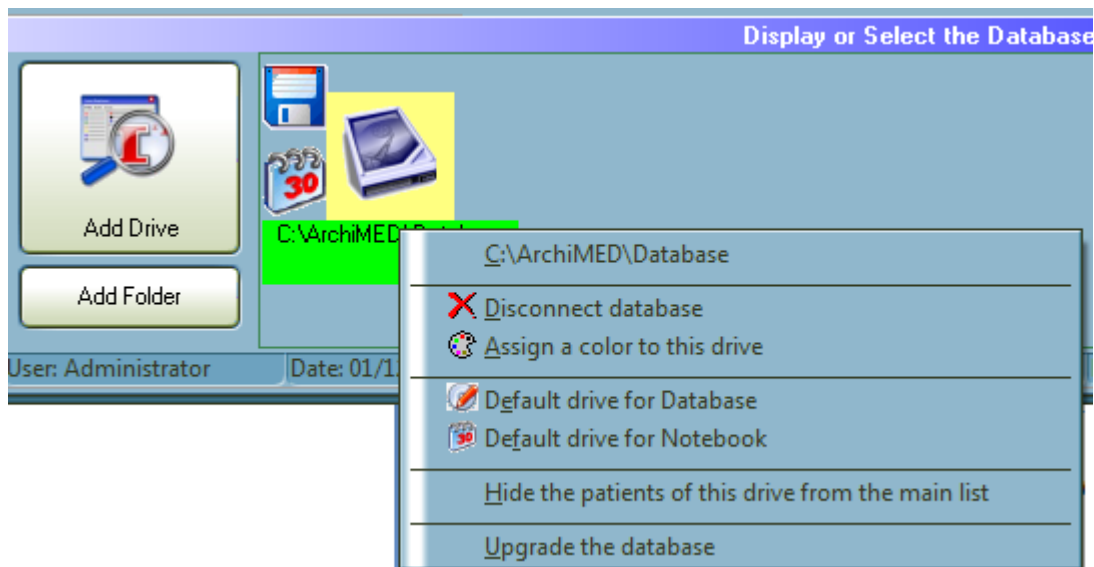 Display or Select the Database
Add Drive
Add Folder
30
C:\ArchiMED\
User: Administrator
Date: 01/1
C:\ArchiMED\Database
Disconnect database
Assign a color to this drive
Default drive for Database
30
Default drive for Notebook
Hide the patients of this drive from the main list
Upgrade the database